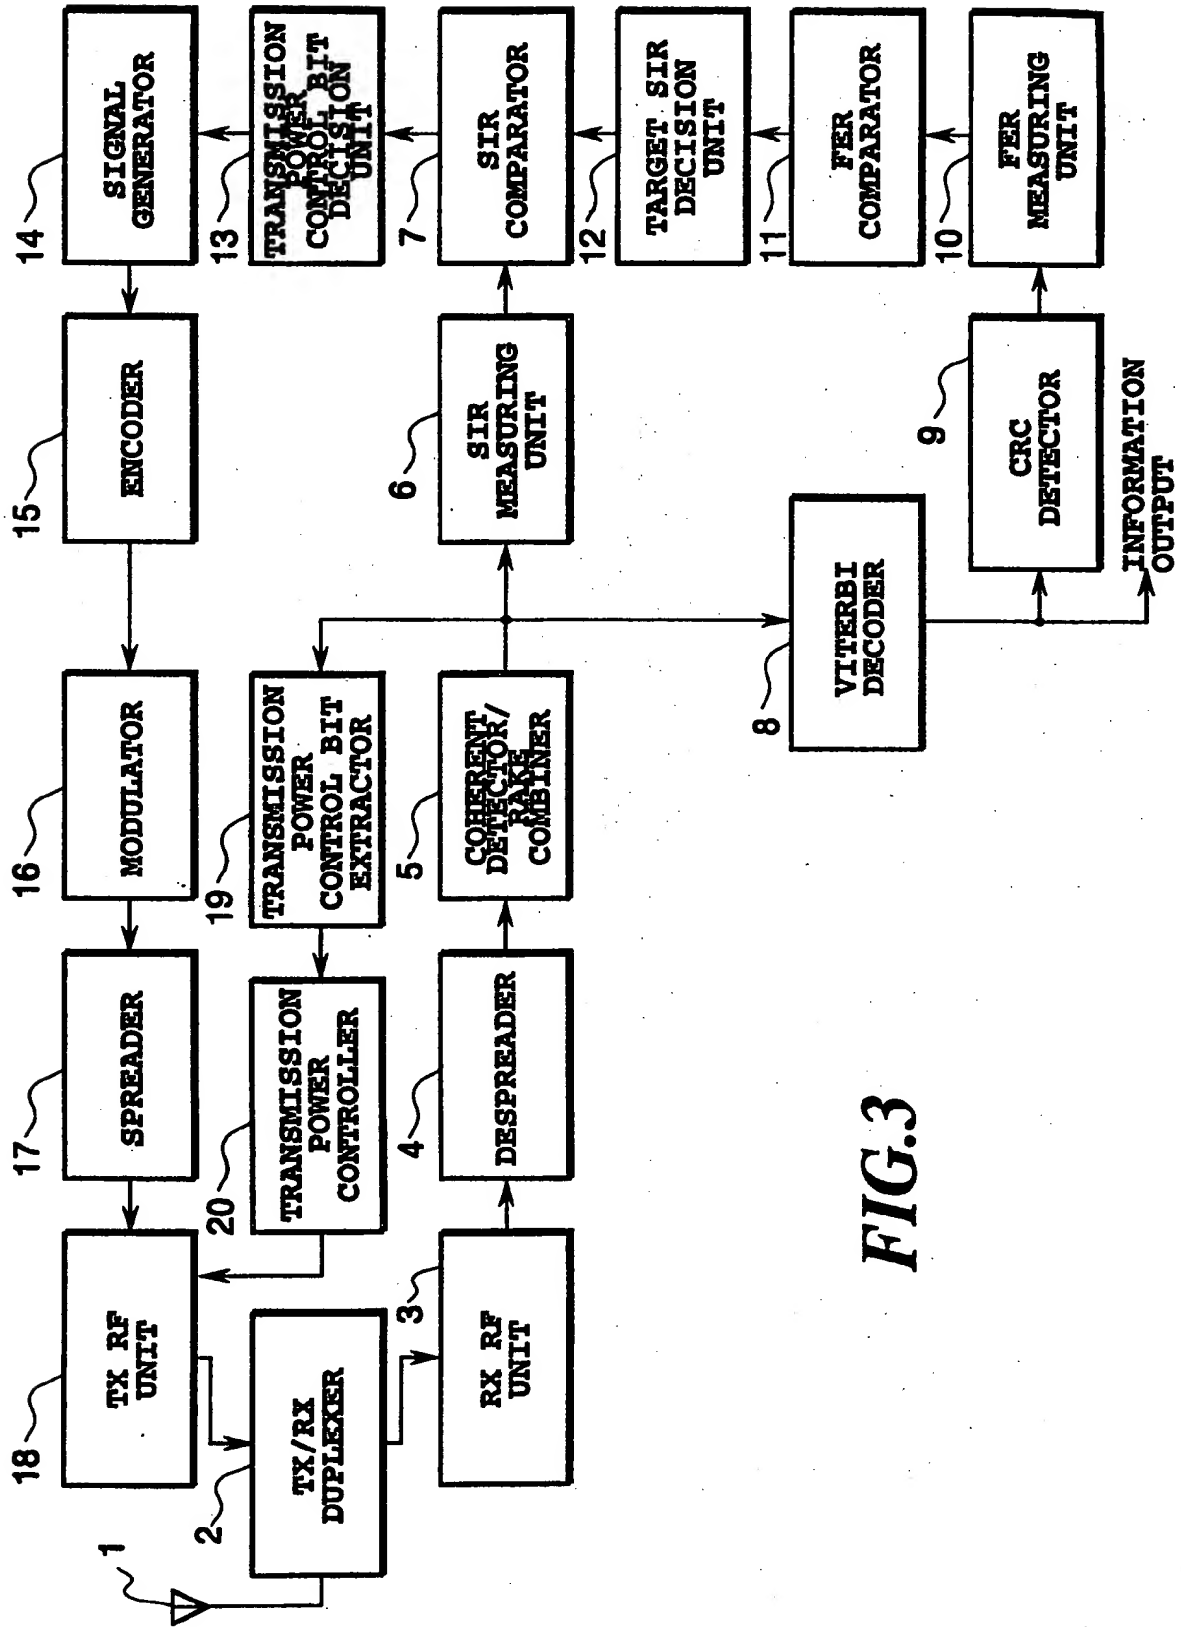 1
2
TX/RX
DUPLEXER
18
TX RF
UNIT
17
SPREADER
16
MODULATOR
15
ENCODER
14
SIGNAL
GENERATOR
20
TRANSMISSION
POWER
CONTROLLER
19
TRANSMISSION
POWER
CONTROL BIT
EXTRACTOR
13
TRANSMISSION
POWER
CONTROL BIT
DECISION
UNIT
3
RX RF
UNIT
4
DESPREADER
5
COHERENT
DETECTOR/
RAKE
COMBINER
6
SIR
MEASURING
UNIT
7
SIR
COMPARATOR
12
TARGET SIR
DECISION
UNIT
8
VITERBI
DECODER
11
FER
COMPARATOR
9
CRC
DETECTOR
10
FER
MEASURING
UNIT
INFORMATION
OUTPUT
FIG.3